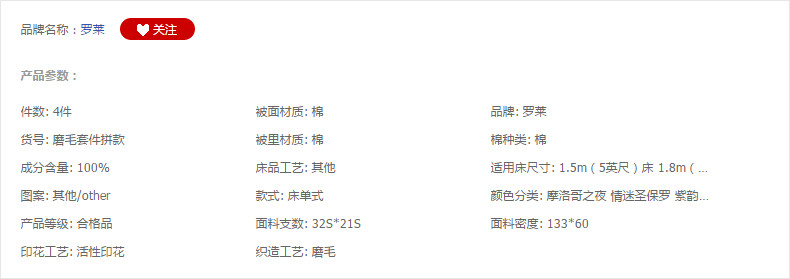 品牌名称：罗莱 关注
产品参数：
件数: 4件 被面材质: 棉 品牌: 罗莱
货号: 磨毛套件拼款 被里材质: 棉 棉种类: 棉
成分含量: 100% 床品工艺: 其他 适用床尺寸: 1.5m（5英尺）床 1.8m（...
图案: 其他/other 款式: 床单式 颜色分类: 摩洛哥之夜 情迷圣保罗 紫韵...
产品等级: 合格品 面料支数: 32S*21S 面料密度: 133*60
印花工艺: 活性印花 织造工艺: 磨毛